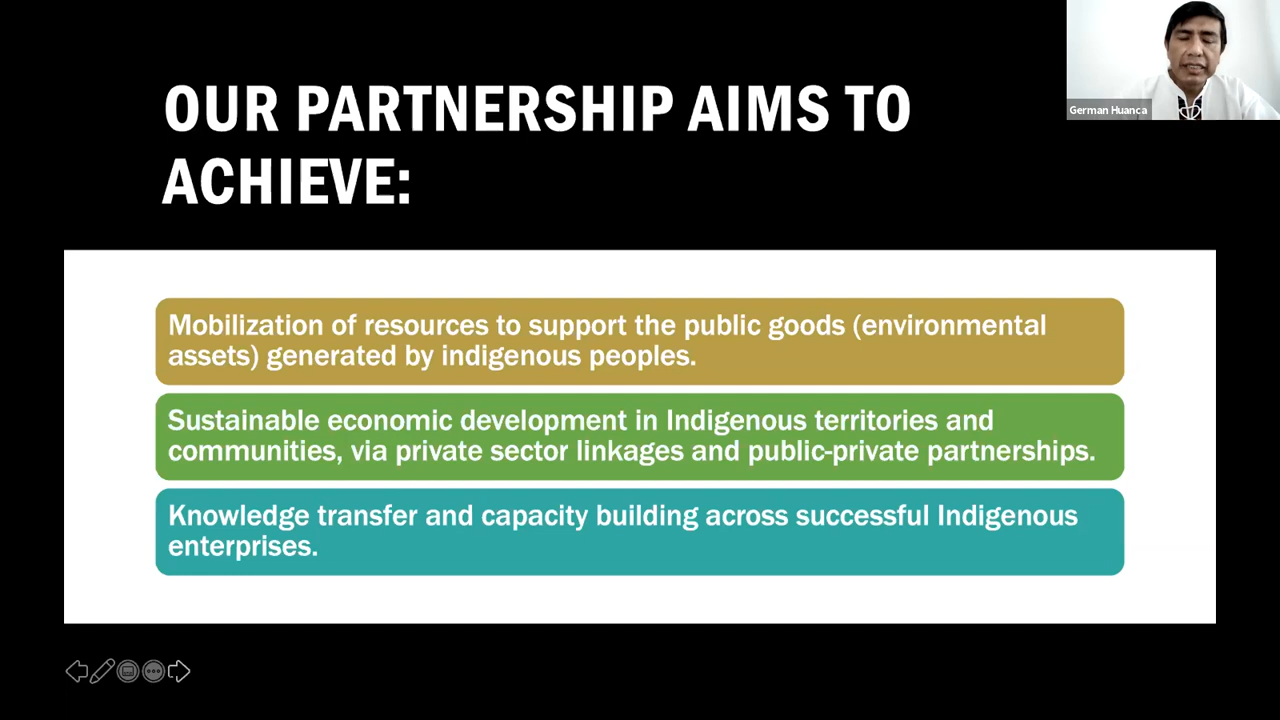 OUR PARTNERSHIP AIMS TO
ACHIEVE:
German Huanca
Mobilization of resources to support the public goods (environmental
assets) generated by indigenous peoples.
Sustainable economic development in Indigenous territories and
communities, via private sector linkages and public-private partnerships.
Knowledge transfer and capacity building across successful Indigenous
enterprises.